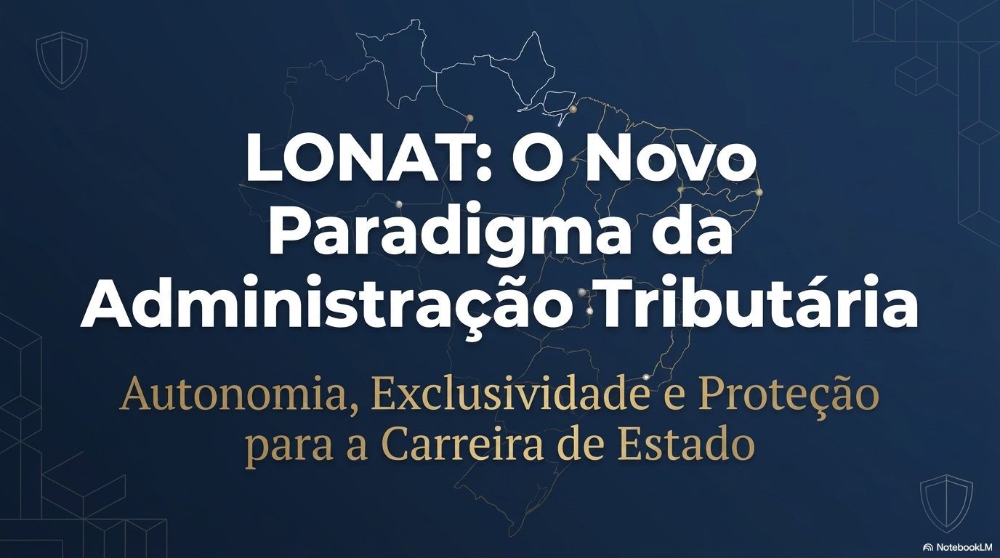 LONAT: O Novo
Paradigma da
Administração Tributária
Autonomia, Exclusividade e Proteção
para a Carreira de Estado
NotebookLM